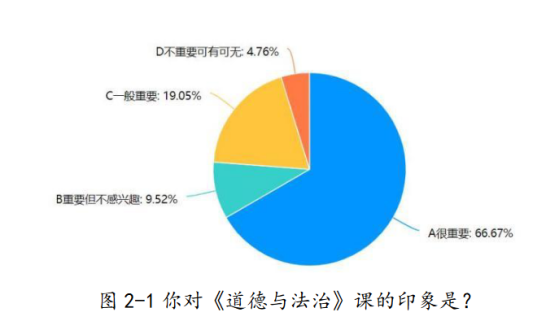 D不重要可有可无: 4.76%
C一般重要: 19.05%
B重要但不感兴趣: 9.52%
A很重要: 66.67%
图 2-1 你对《道德与法治》课的印象是？